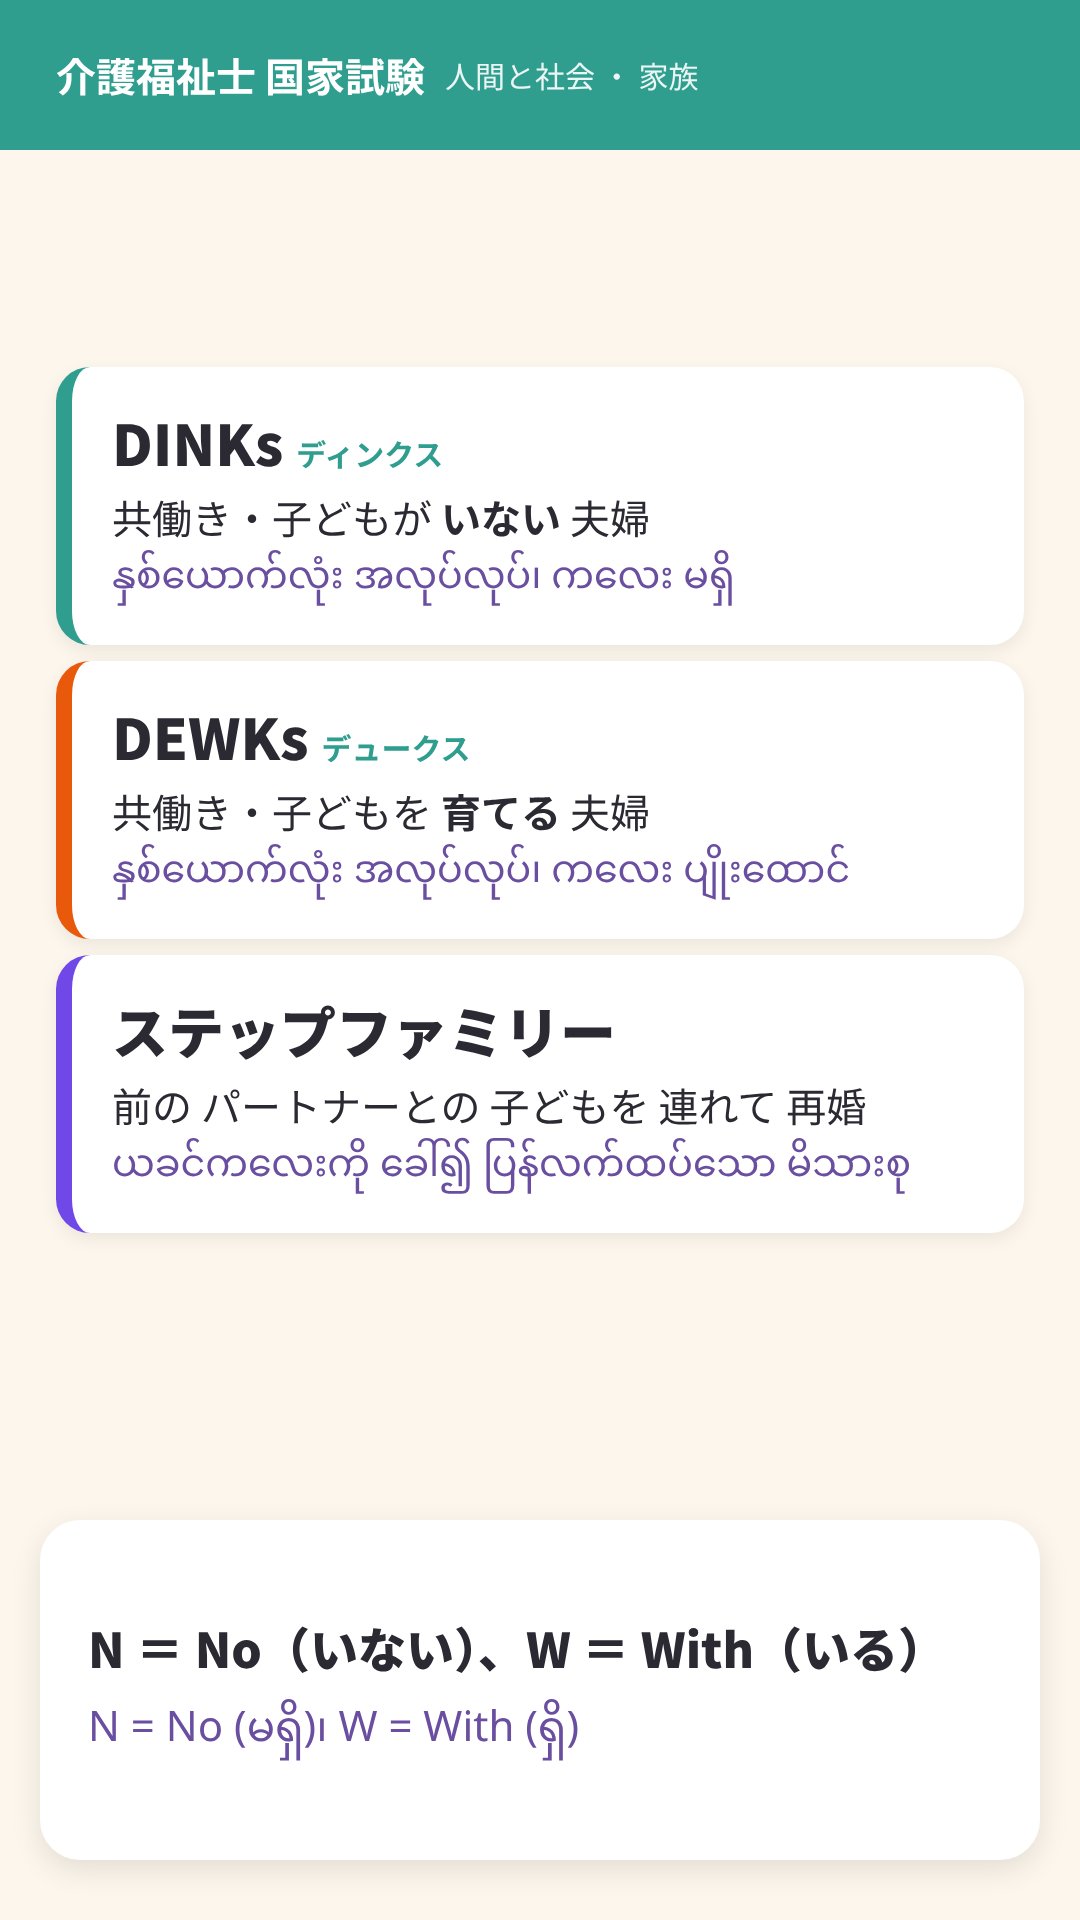 介護福祉士 国家試験 人間と社会 ・ 家族
DINKs ディンクス
共働き・子どもが いない 夫婦
နှစ်ယောက်လုံး အလုပ်လုပ်၊ ကလေး မရှိ
DEWKs デュークス
共働き・子どもを 育てる 夫婦
နှစ်ယောက်လုံး အလုပ်လုပ်၊ ကလေး ပျိုးထောင်
ステップファミリー
前の パートナーとの 子どもを 連れて 再婚
ယခင်ကလေးကို ခေါ်၍ ပြန်လက်ထပ်သော မိသားစု
N ＝ No（いない）、W ＝ With（いる）
N = No (မရှိ)၊ W = With (ရှိ)